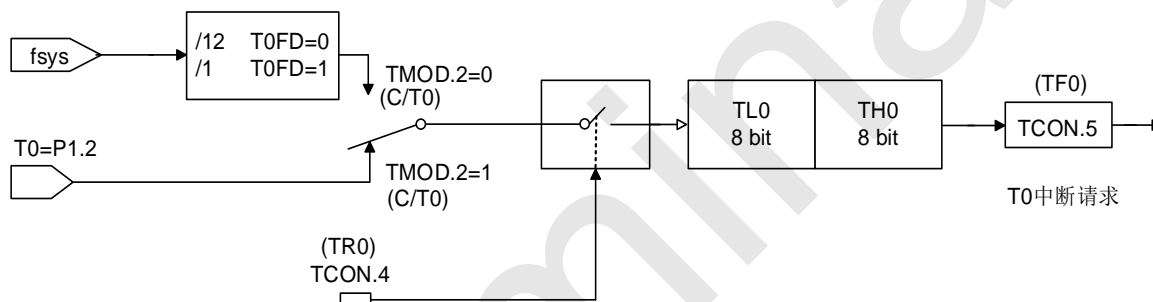 /12 T0FD=0
/1 T0FD=1
fsys
TMOD.2=0
(C/T0)
T0=P1.2
TMOD.2=1
(C/T0)
TL0
8 bit
TH0
8 bit
(TF0)
TCON.5
T0中断请求
(TR0)
TCON.4